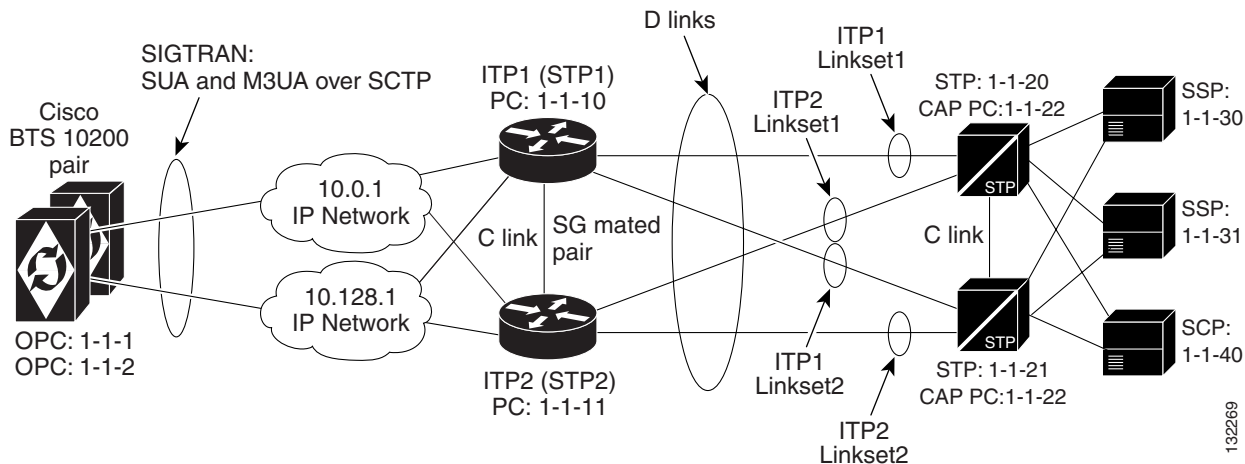 D links
SIGTRAN:
SUA and M3UA over SCTP
Cisco
BTS 10200
pair
ITP1 (STP1)
PC: 1-1-10
ITP2
Linkset1
ITP1
Linkset1
STP: 1-1-20
CAP PC:1-1-22
SSP:
1-1-30
10.0.1
IP Network
STP
C link
SG mated
pair
C link
SSP:
1-1-31
10.128.1
IP Network
STP
SCP:
1-1-40
OPC: 1-1-1
OPC: 1-1-2
ITP2 (STP2)
PC: 1-1-11
ITP1
Linkset2
ITP2
Linkset2
STP: 1-1-21
CAP PC:1-1-22
132269